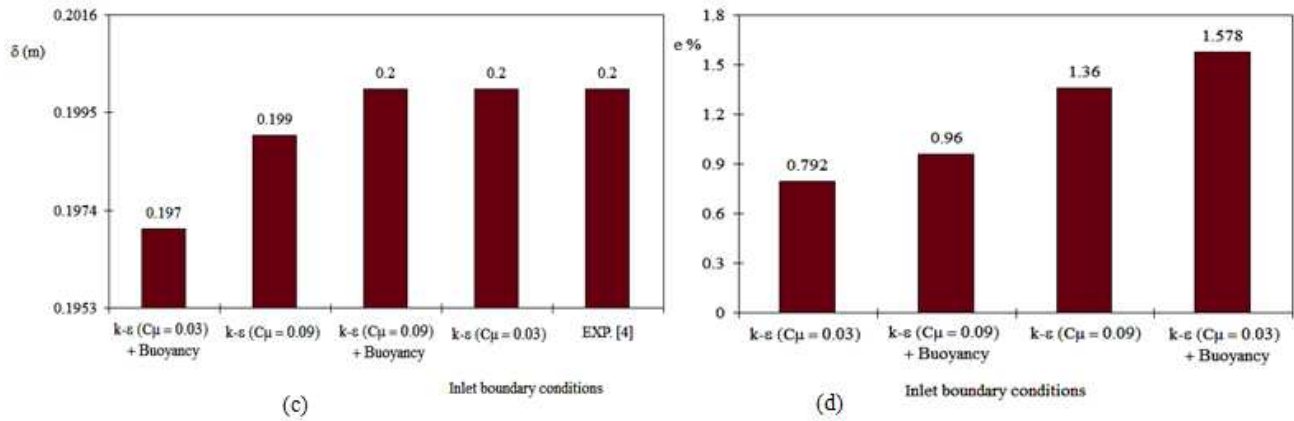 0.2016
δ (m)
0.1995
0.1974
0.1953
0.197
0.199
0.2
0.2
0.2
k-ε (Cμ = 0.03)
+ Buoyancy
k-ε (Cμ = 0.09)
k-ε (Cμ = 0.09)
+ Buoyancy
k-ε (Cμ = 0.03)
EXP. [4]
Inlet boundary conditions
(c)
1.8
e %
1.5
1.2
0.9
0.6
0.3
0
0.792
0.96
1.36
1.578
k-ε (Cμ = 0.03)
k-ε (Cμ = 0.09)
+ Buoyancy
k-ε (Cμ = 0.09)
k-ε (Cμ = 0.03)
+ Buoyancy
Inlet boundary conditions
(d)